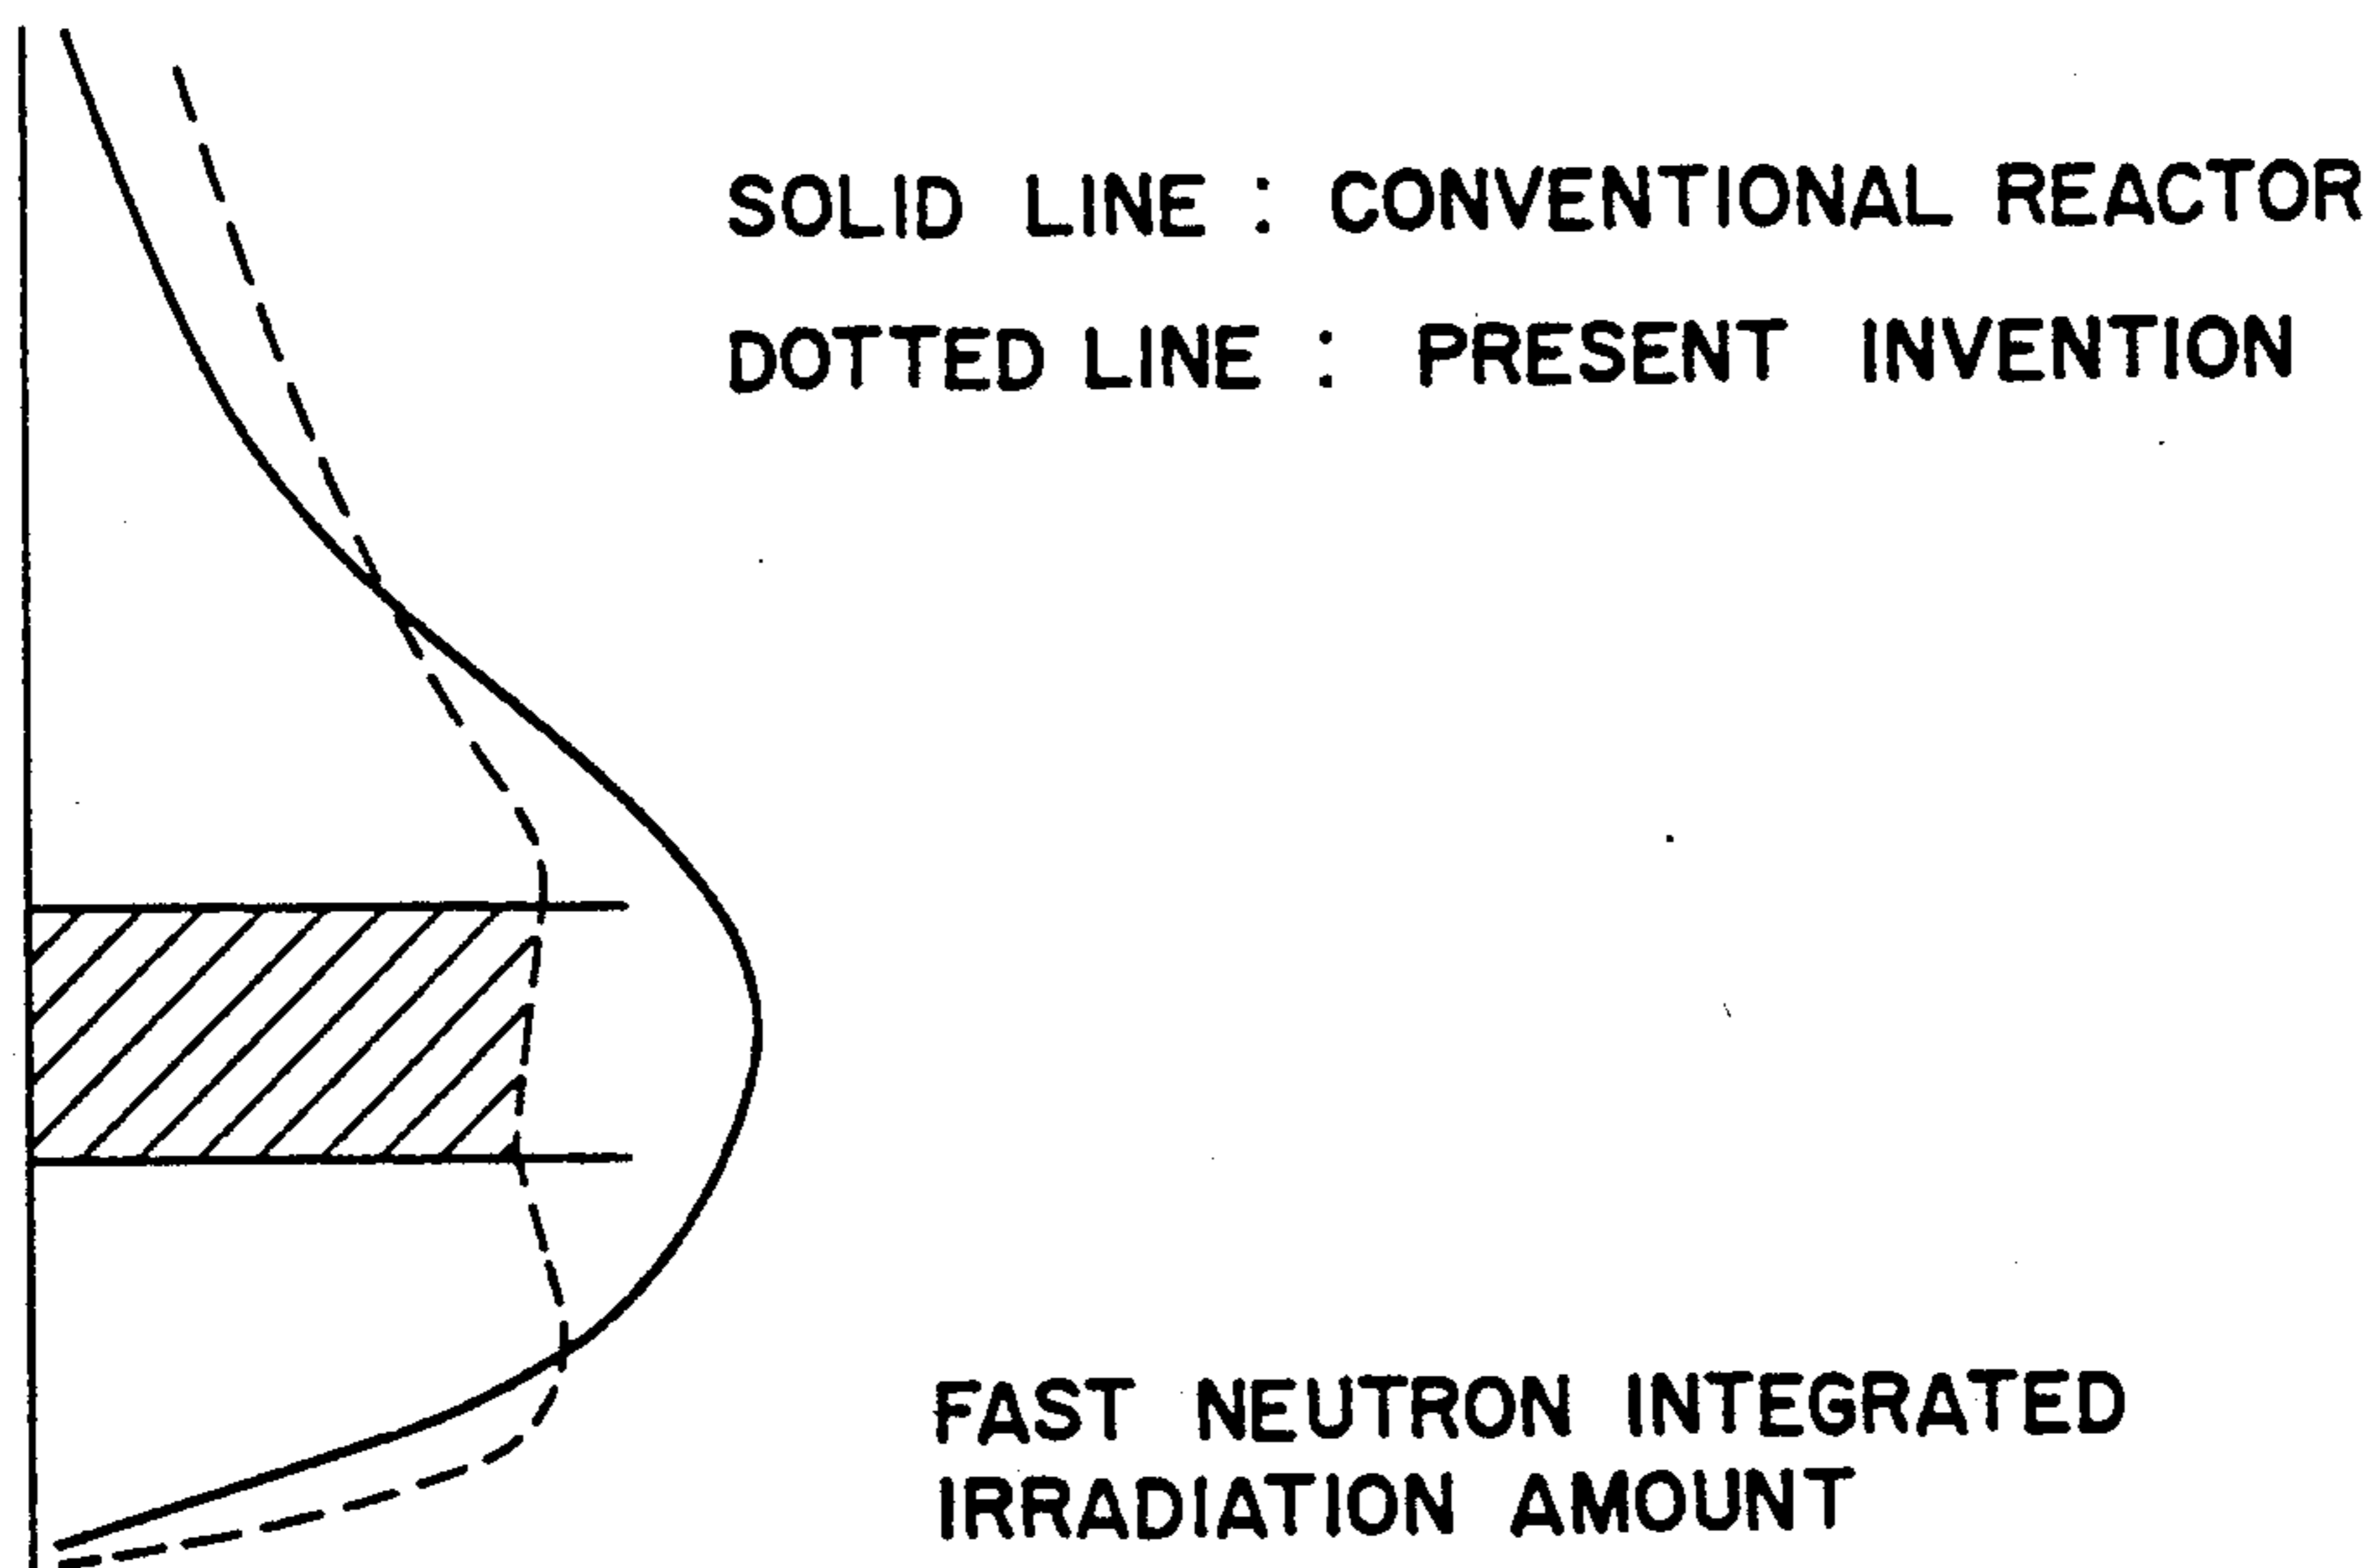 SOLID LINE : CONVENTIONAL REACTOR
DOTTED LINE : PRESENT INVENTION
FAST NEUTRON INTEGRATED
IRRADIATION AMOUNT